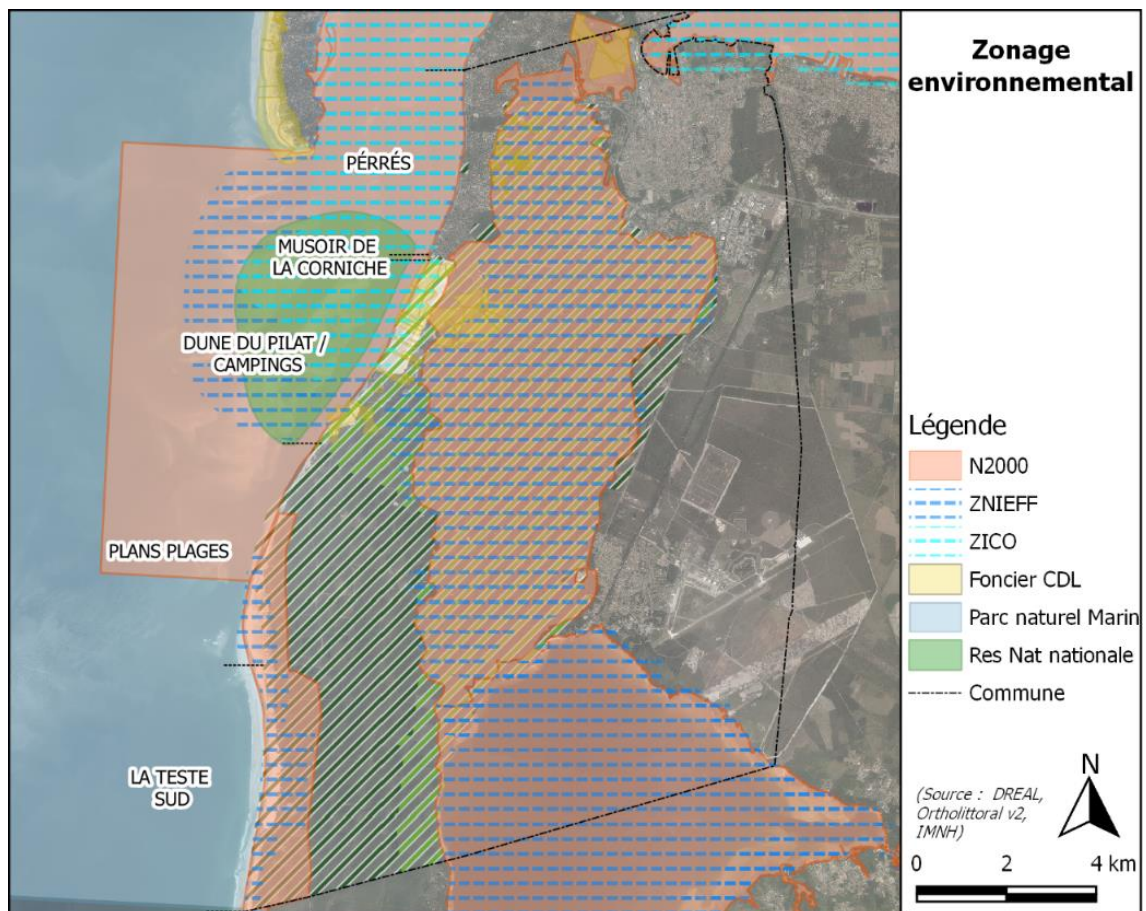 Zonage
environnemental
PÉRRÉS
MUSOIR DE
LA CORNICHE
DUNE DU PILAT /
CAMPINGS
PLANS PLAGES
LA TESTE
SUD
Légende
N2000
ZNIEFF
ZICO
Foncier CDL
Parc naturel Marin
Res Nat nationale
Commune
(Source : DREAL,
Ortholittoral v2,
IMNH)
N
0 2 4 km